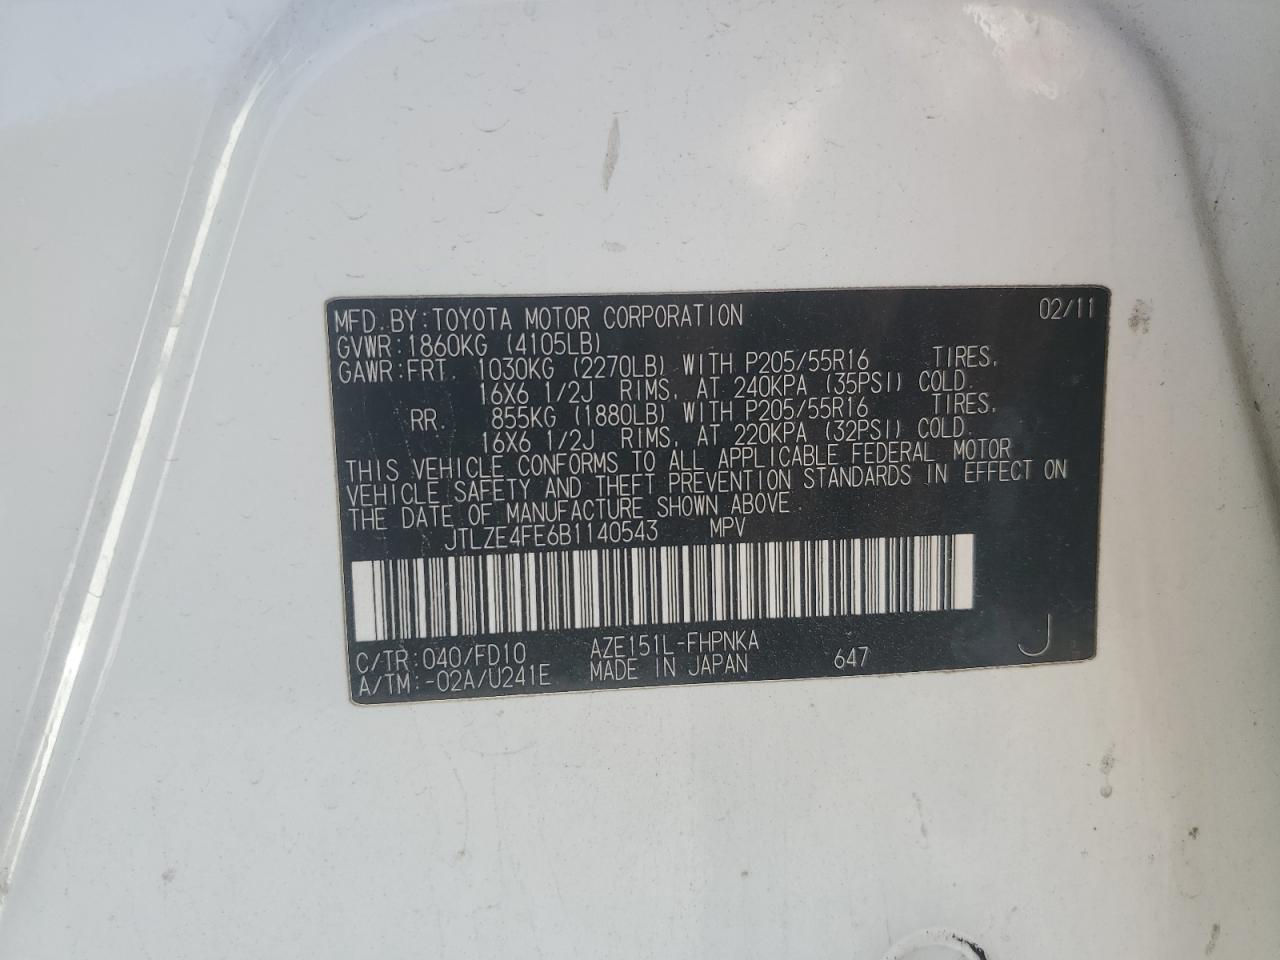 MFD. BY: TOYOTA MOTOR CORPORATION 02/11
GVWR: 1860KG (4105LB)
GAWR: FRT. 1030KG (2270LB) WITH P205/55R16 TIRES,
16X6 1/2J RIMS, AT 240KPA (35PSI) COLD.
RR. 855KG (1880LB) WITH P205/55R16 TIRES,
16X6 1/2J RIMS, AT 220KPA (32PSI) COLD.
THIS VEHICLE CONFORMS TO ALL APPLICABLE FEDERAL MOTOR
VEHICLE SAFETY AND THEFT PREVENTION STANDARDS IN EFFECT ON
THE DATE OF MANUFACTURE SHOWN ABOVE.
JTLZE4FE6B1140543 MPV
C/TR: 040/FD10 AZE151L-FHPNKA
A/TM: -02A/U241E MADE IN JAPAN 647 J